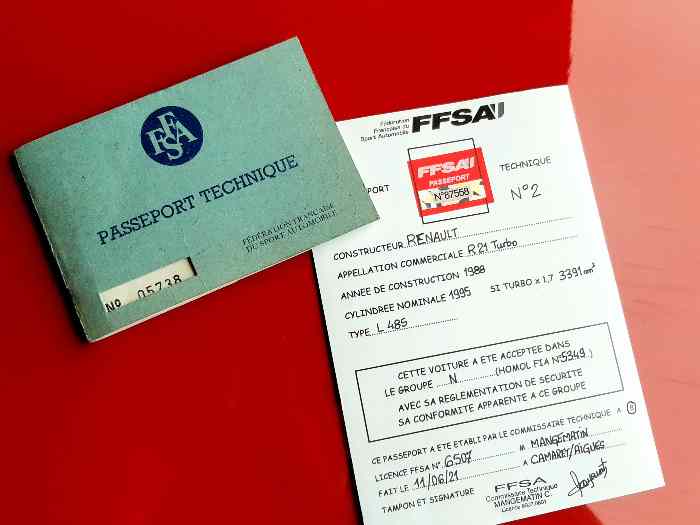 FFSA
PASSEPORT TECHNIQUE
FÉDÉRATION FRANÇAISE
DU SPORT AUTOMOBILE
NO 05738
Fédération
Française du
Sport Automobile
FFSA
FFSA
PASSEPORT
N°87558
PORT
TECHNIQUE
N°2
CONSTRUCTEUR RENAULT
APPELLATION COMMERCIALE R21 Turbo
ANNEE DE CONSTRUCTION 1988
CYLINDREE NOMINALE 1995 SI TURBO x 1,7 3391 mm³
TYPE L 485
CETTE VOITURE A ETE ACCEPTEE DANS
LE GROUPE N (HOMOL FIA N°5349)
AVEC SA REGLEMENTATION DE SECURITE
SA CONFORMITE APPARENTE A CE GROUPE
CE PASSEPORT A ETE ETABLI PAR LE COMMISSAIRE TECHNIQUE A B
LICENCE FFSA N° 6507 M MANGEMATIN
FAIT LE 11/06/21 A CAMARET/AIGUES
TAMPON ET SIGNATURE
FFSA
Commissaire Technique
MANGEMATIN C.